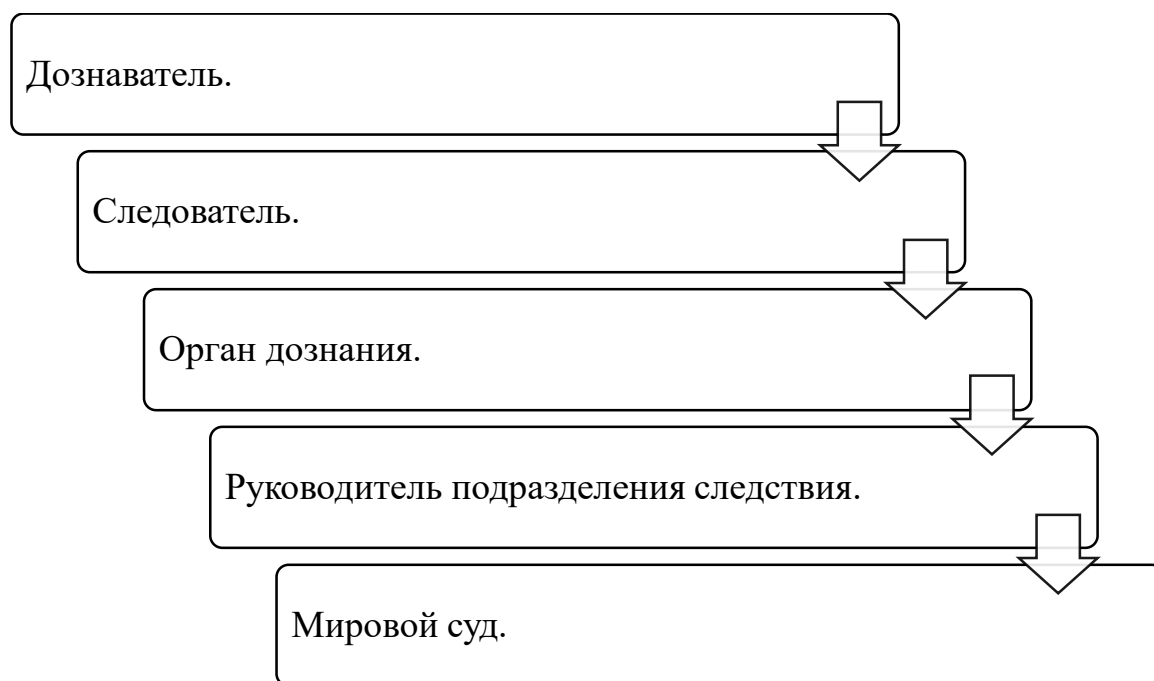 Дознаватель.
Следователь.
Орган дознания.
Руководитель подразделения следствия.
Мировой суд.